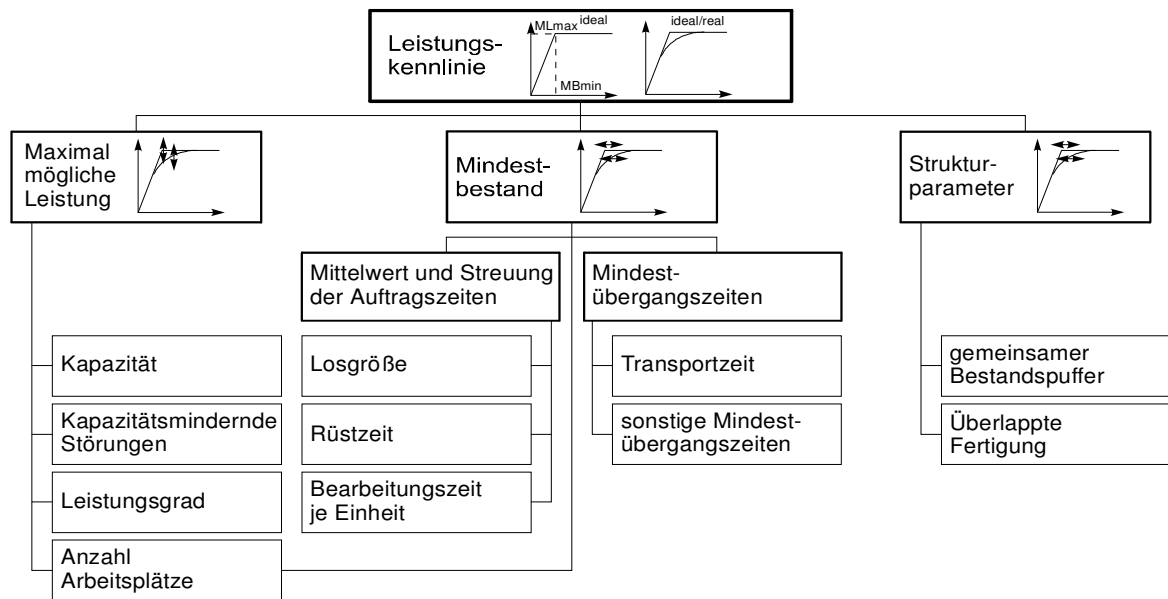 Leistungs-
kennlinie
MLmax ideal
MBmin
ideal/real
Maximal
mögliche
Leistung
Mindest-
bestand
Struktur-
parameter
Mittelwert und Streuung
der Auftragszeiten
Mindest-
übergangszeiten
Kapazität
Losgröße
Transportzeit
gemeinsamer
Bestandspuffer
Kapazitätsmindernde
Störungen
Rüstzeit
sonstige Mindest-
übergangszeiten
Überlappte
Fertigung
Leistungsgrad
Bearbeitungszeit
je Einheit
Anzahl
Arbeitsplätze